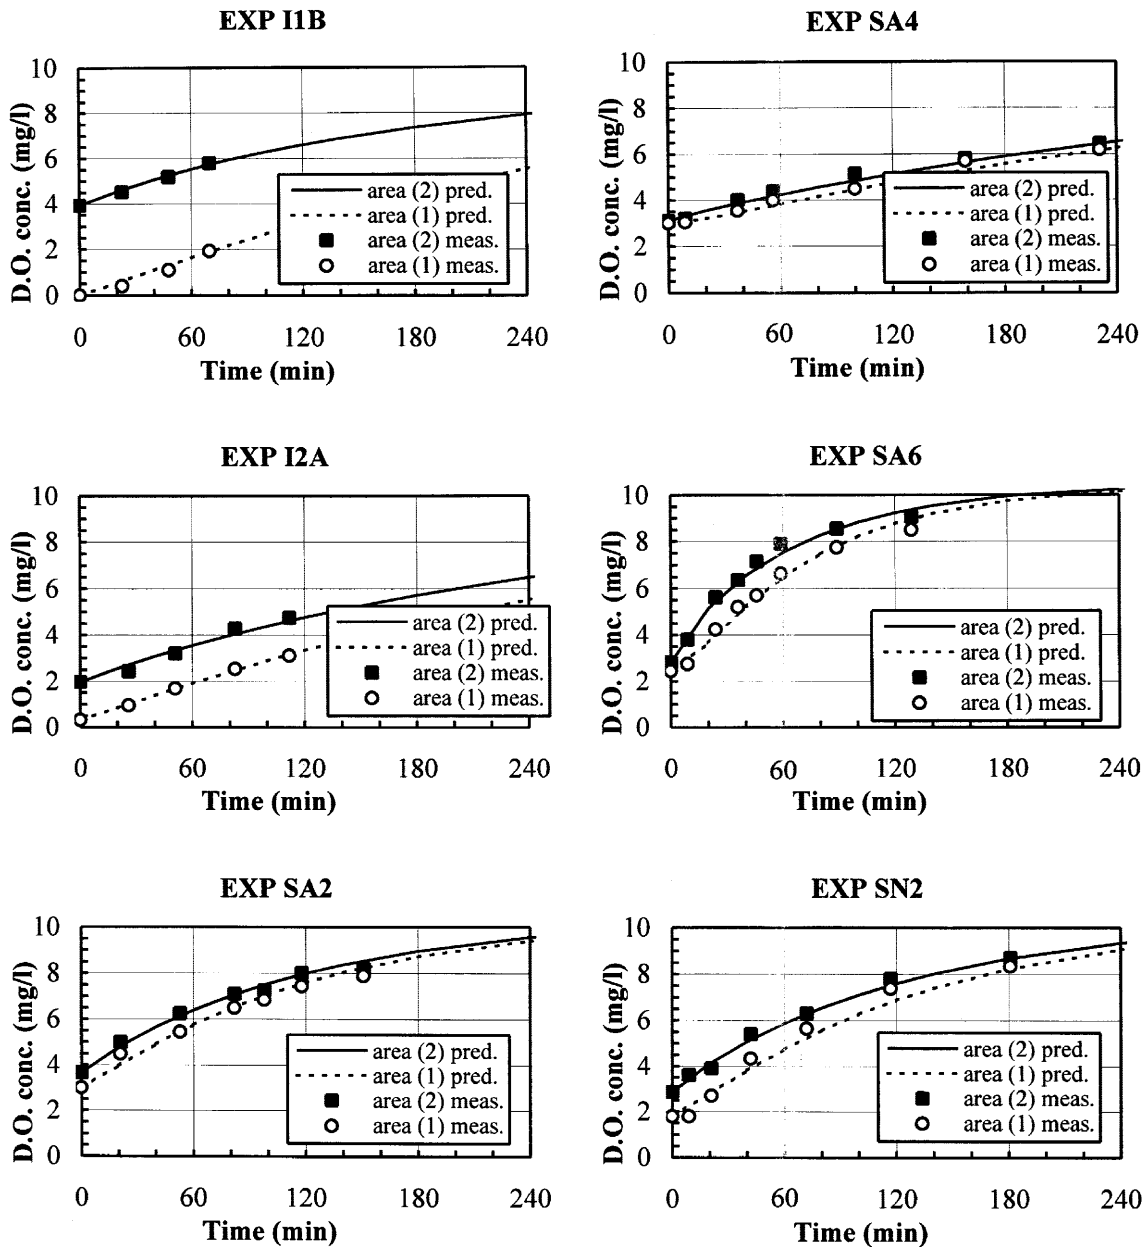 EXP I1B
10
8
6
4
2
0
D.O. conc. (mg/l)
area (2) pred.
area (1) pred.
area (2) meas.
area (1) meas.
0 60 120 180 240
Time (min)
EXP SA4
10
8
6
4
2
0
D.O. conc. (mg/l)
area (2) pred.
area (1) pred.
area (2) meas.
area (1) meas.
0 60 120 180 240
Time (min)
EXP I2A
10
8
6
4
2
0
D.O. conc. (mg/l)
area (2) pred.
area (1) pred.
area (2) meas.
area (1) meas.
0 60 120 180 240
Time (min)
EXP SA6
10
8
6
4
2
0
D.O. conc. (mg/l)
area (2) pred.
area (1) pred.
area (2) meas.
area (1) meas.
0 60 120 180 240
Time (min)
EXP SA2
10
8
6
4
2
0
D.O. conc. (mg/l)
area (2) pred.
area (1) pred.
area (2) meas.
area (1) meas.
0 60 120 180 240
Time (min)
EXP SN2
10
8
6
4
2
0
D.O. conc. (mg/l)
area (2) pred.
area (1) pred.
area (2) meas.
area (1) meas.
0 60 120 180 240
Time (min)